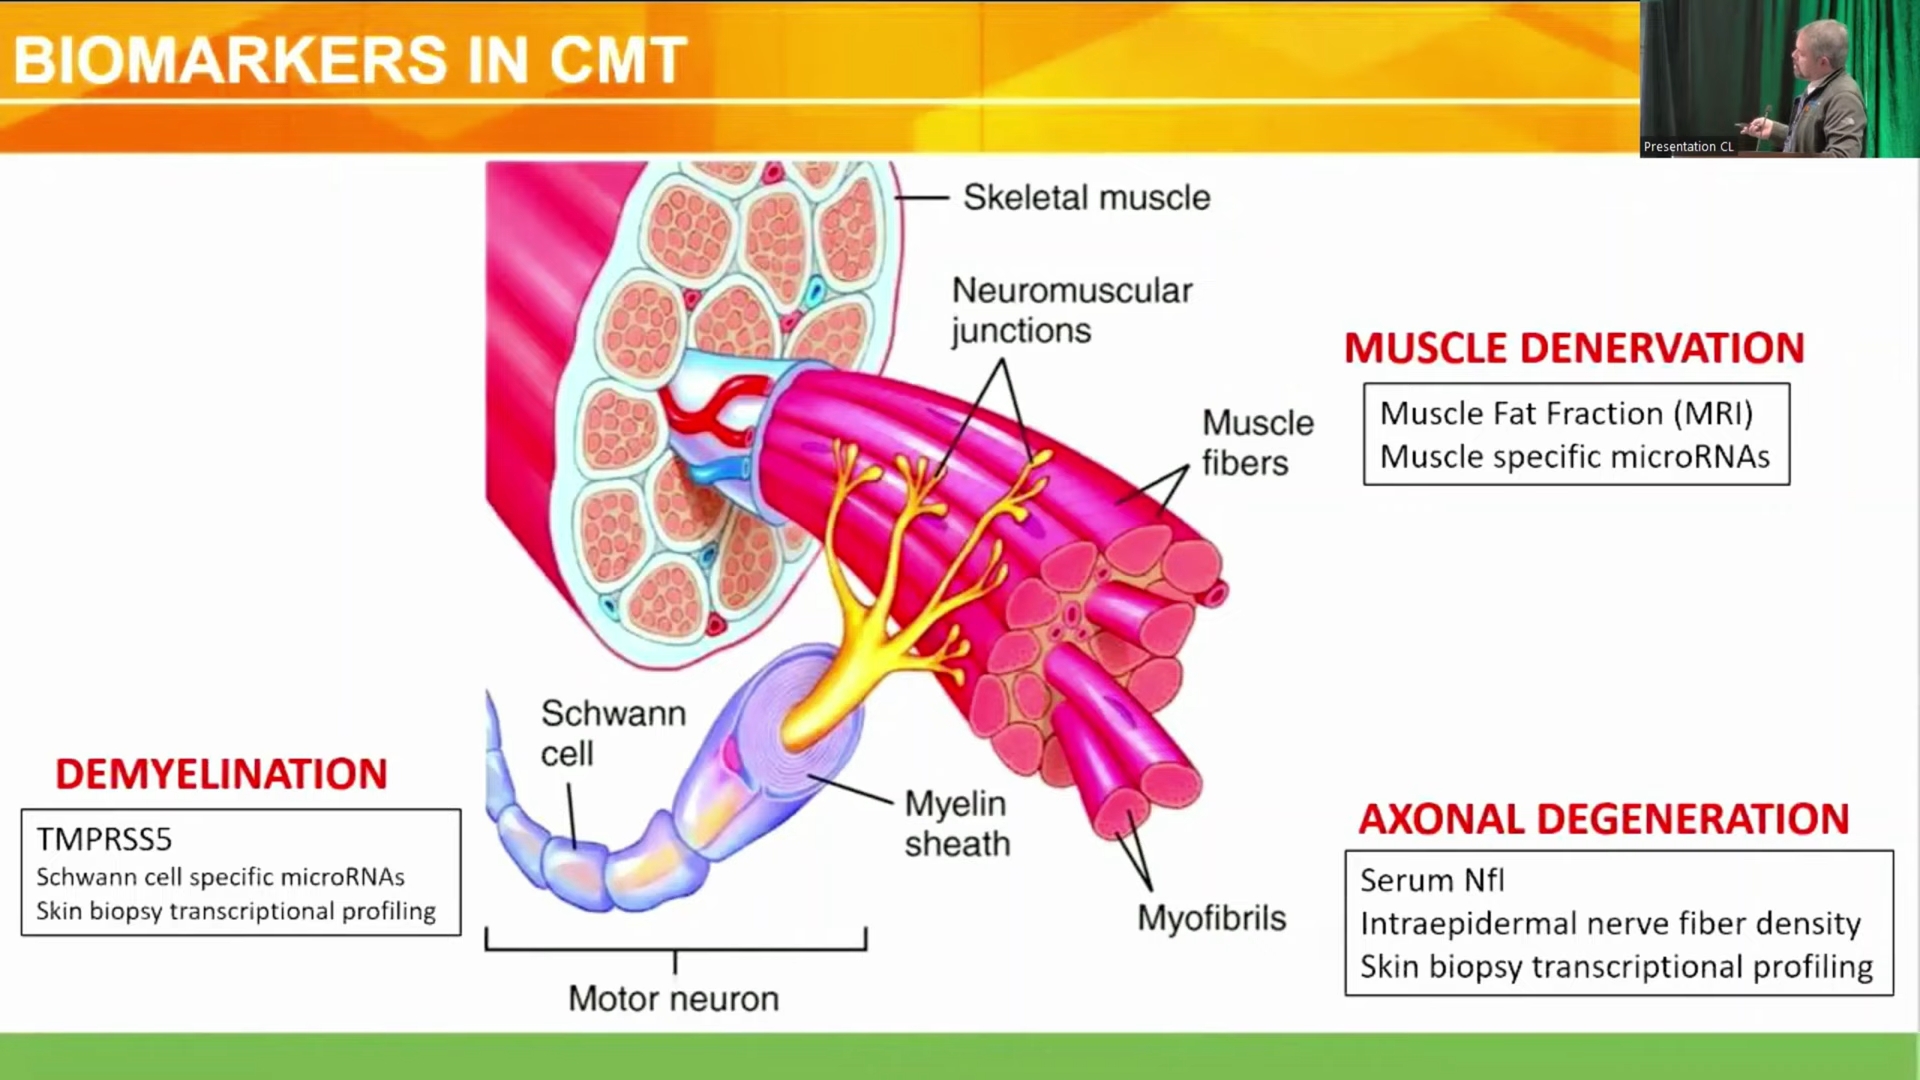 BIOMARKERS IN CMT
Presentation CL
Skeletal muscle
Neuromuscular
junctions
MUSCLE DENERVATION
Muscle Fat Fraction (MRI)
Muscle specific microRNAs
Muscle
fibers
Schwann
cell
DEMYELINATION
TMPRSS5
Schwann cell specific microRNAs
Skin biopsy transcriptional profiling
Myelin
sheath
AXONAL DEGENERATION
Serum Nfl
Intraepidermal nerve fiber density
Skin biopsy transcriptional profiling
Myofibrils
Motor neuron